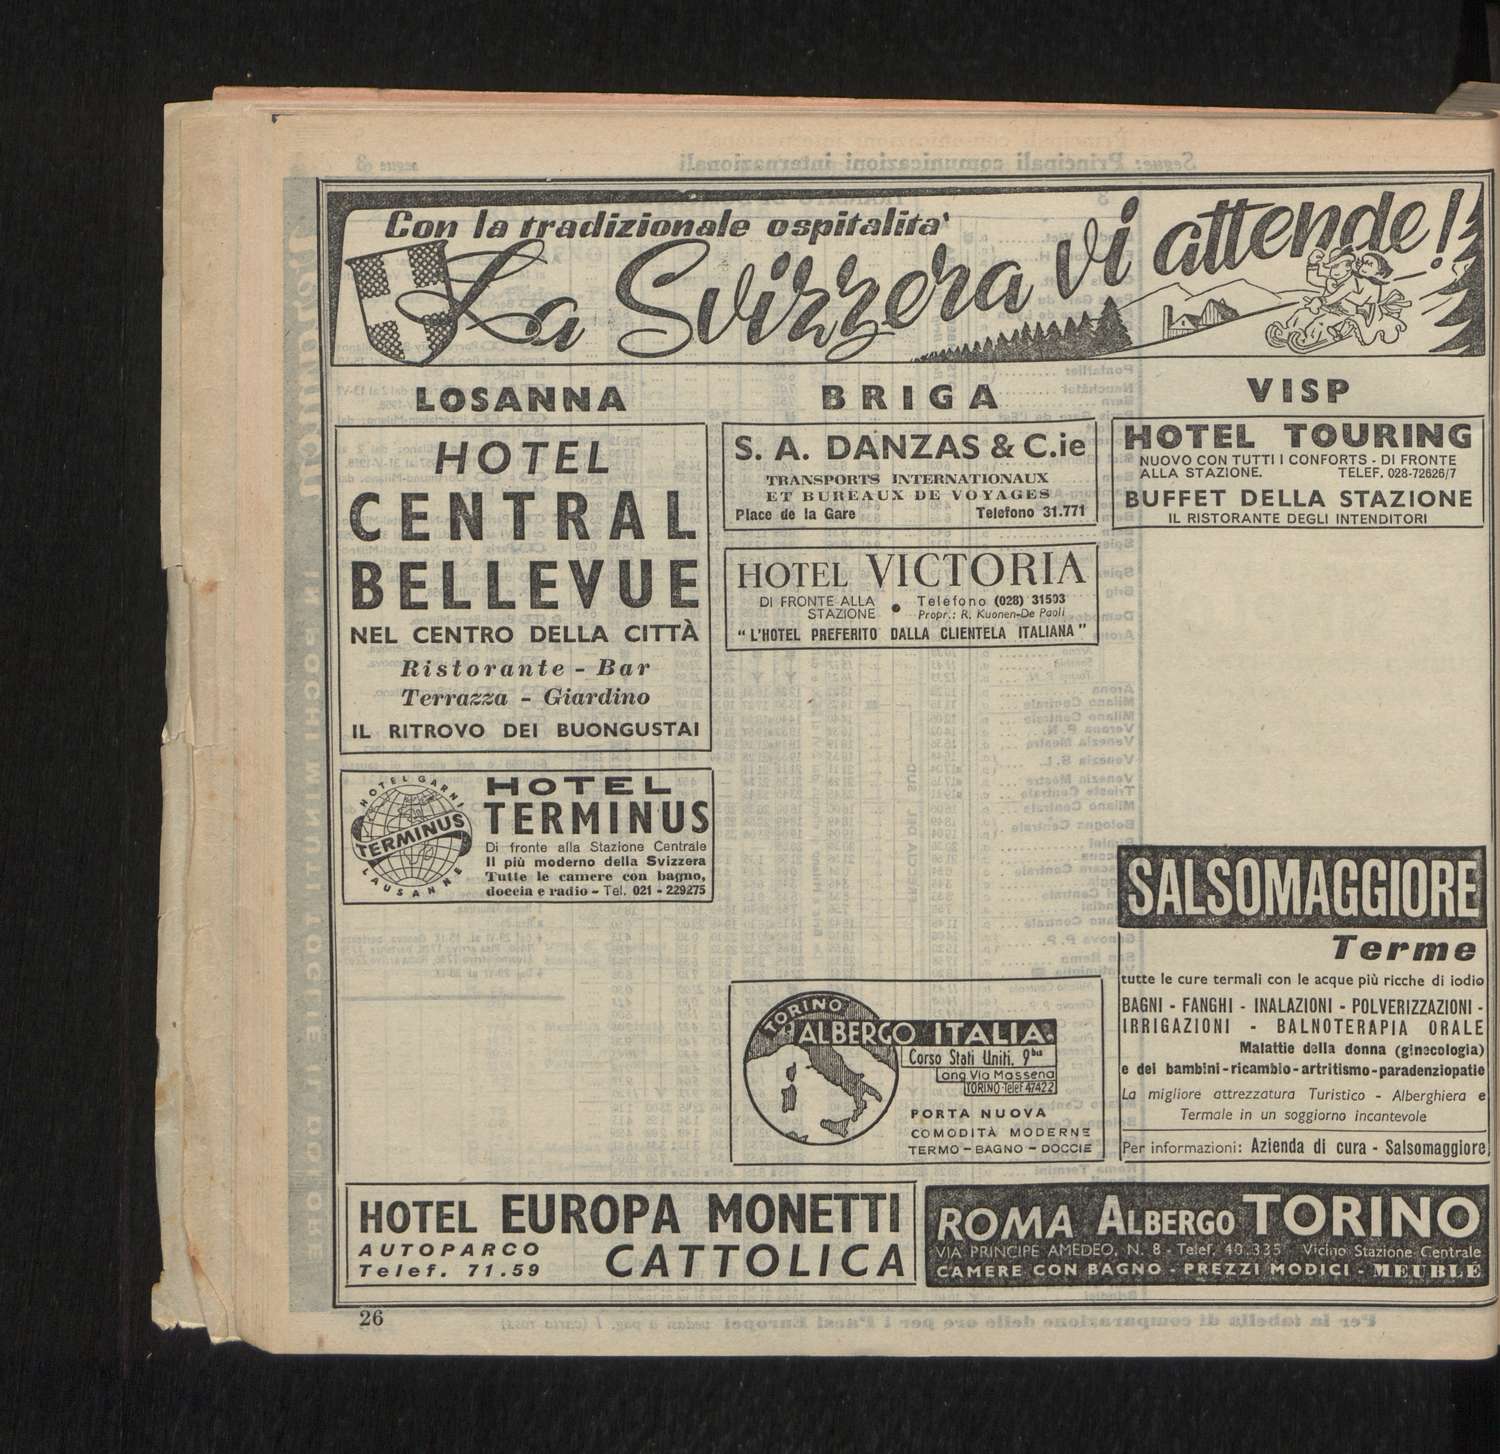 Con la tradizionale ospitalita'
La Svizzera vi attende!
LOSANNA
HOTEL
CENTRAL
BELLEVUE
NEL CENTRO DELLA CITTÀ
Ristorante - Bar
Terrazza - Giardino
IL RITROVO DEI BUONGUSTAI
HOTEL GARNI
TERMINUS
LAUSANNE
HOTEL
TERMINUS
Di fronte alla Stazione Centrale
Il più moderno della Svizzera
Tutte le camere con bagno,
doccia e radio - Tel. 021 - 229275
BRIGA
S. A. DANZAS & C.ie
TRANSPORTS INTERNATIONAUX
ET BUREAUX DE VOYAGES
Place de la Gare Telefono 31.771
HOTEL VICTORIA
DI FRONTE ALLA STAZIONE • Telefono (028) 31503
Propr.: R. Kuonen-De Paoli
"L'HOTEL PREFERITO DALLA CLIENTELA ITALIANA"
VISP
HOTEL TOURING
NUOVO CON TUTTI I CONFORTS - DI FRONTE
ALLA STAZIONE. TELEF. 028-72626/7
BUFFET DELLA STAZIONE
IL RISTORANTE DEGLI INTENDITORI
SALSOMAGGIORE
Terme
tutte le cure termali con le acque più ricche di iodio
BAGNI - FANGHI - INALAZIONI - POLVERIZZAZIONI -
IRRIGAZIONI - BALNOTERAPIA ORALE
Malattie della donna (ginecologia)
e dei bambini - ricambio - artritismo - paradenziopatie
La migliore attrezzatura Turistico - Alberghiera e
Termale in un soggiorno incantevole
Per informazioni: Azienda di cura - Salsomaggiore
TORINO
ALBERGO ITALIA
Corso Stati Uniti, 9bis
ang Via Massena
TORINO-Telef 47422
PORTA NUOVA
COMODITÀ MODERNE
TERMO - BAGNO - DOCCIE
HOTEL EUROPA MONETTI
AUTOPARCO
Telef. 71.59
CATTOLICA
ROMA ALBERGO TORINO
VIA PRINCIPE AMEDEO, N. 8 - Telef. 40.335 Vicino Stazione Centrale
CAMERE CON BAGNO - PREZZI MODICI - MEUBLÉ
26